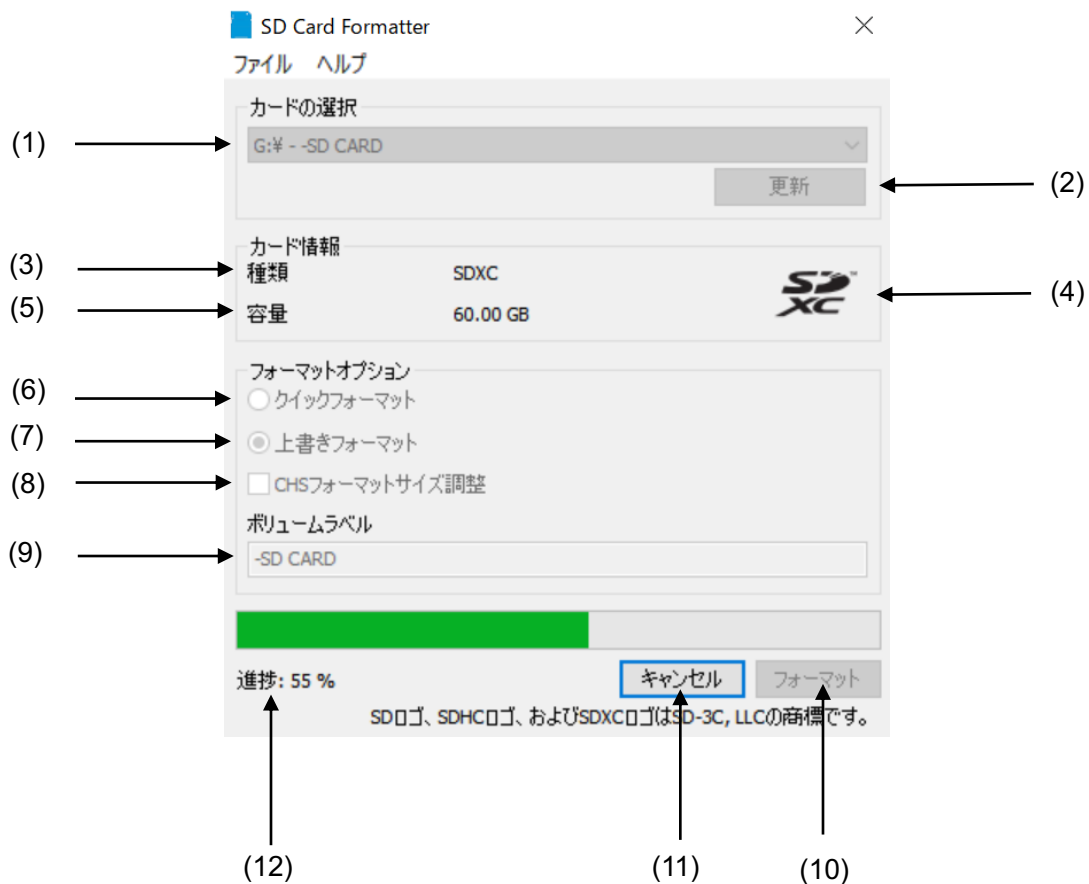 SD Card Formatter
ファイル ヘルプ
カードの選択
(1)
G:¥ - -SD CARD
更新
(2)
カード情報
(3)
種類 SDXC
SD XC
(4)
(5)
容量 60.00 GB
フォーマットオプション
(6)
クイックフォーマット
(7)
上書きフォーマット
(8)
CHSフォーマットサイズ調整
ボリュームラベル
(9)
-SD CARD
進捗: 55 %
キャンセル
フォーマット
SDロゴ、SDHCロゴ、およびSDXCロゴはSD-3C, LLCの商標です。
(12)
(11)
(10)